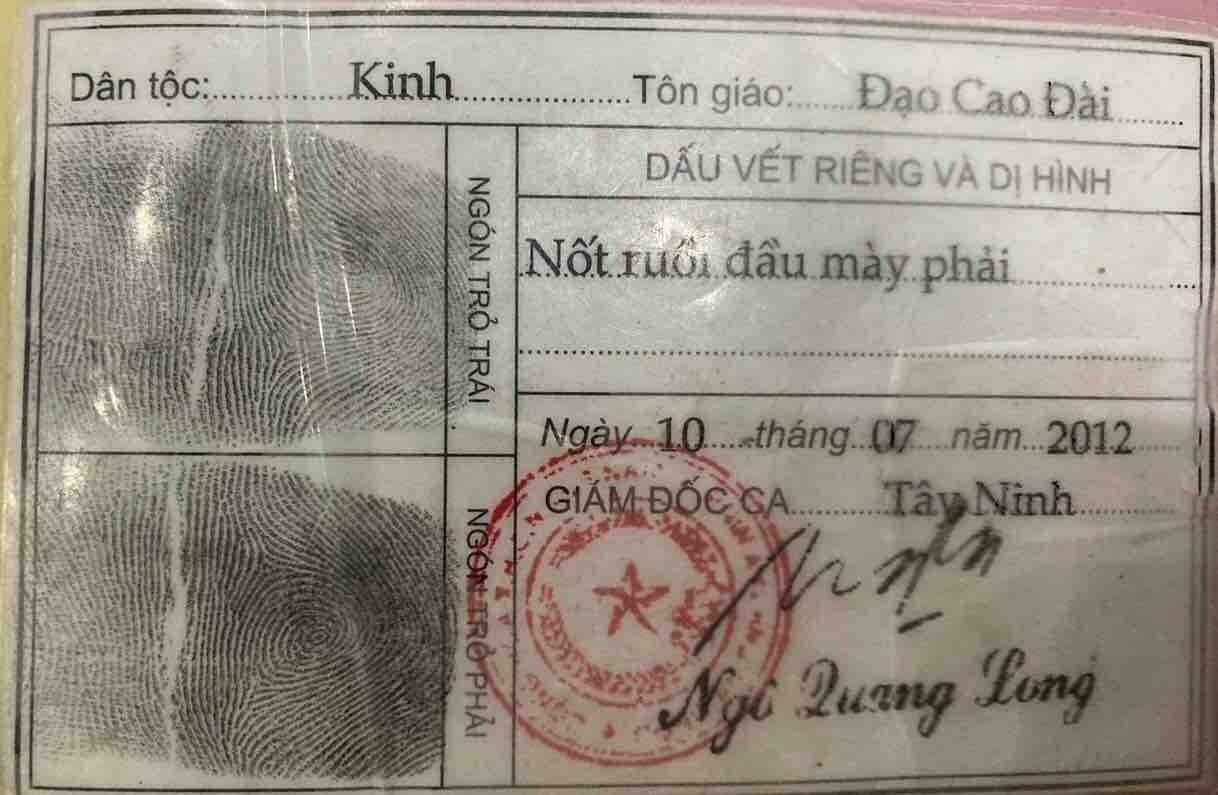 Dân tộc: Kinh Tôn giáo: Đạo Cao Đài
NGÓN TRỎ TRÁI
DẤU VẾT RIÊNG VÀ DỊ HÌNH
Nốt ruồi đầu mày phải
Ngày 10 tháng 07 năm 2012
GIÁM ĐỐC CA Tây Ninh
NGÓN TRỎ PHẢI
Ngô Quang Long